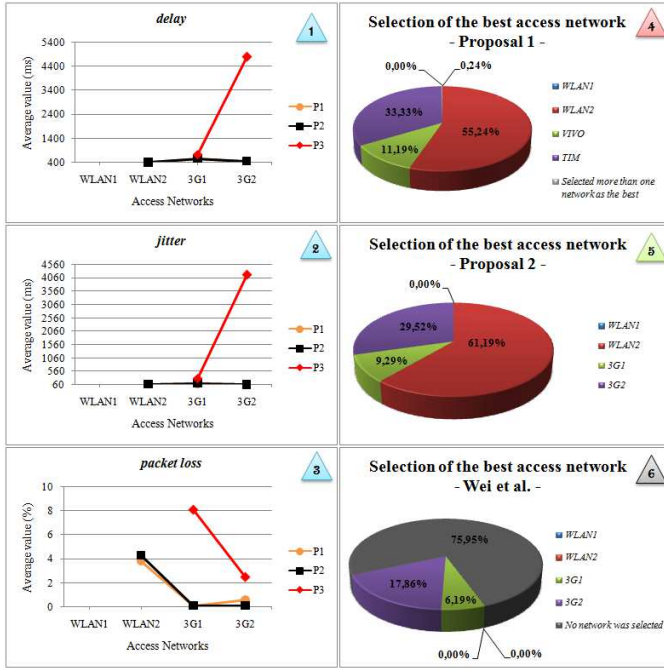 delay
1
Average value (ms)
5400
4400
3400
2400
1400
400
WLAN1 WLAN2 3G1 3G2
Access Networks
P1
P2
P3
Selection of the best access network
- Proposal 1 -
4
0,00%
0,24%
33,33%
55,24%
11,19%
WLAN1
WLAN2
VIVO
TIM
Selected more than one
network as the best
jitter
2
Average value (ms)
4560
4060
3560
3060
2560
2060
1560
1060
560
60
WLAN1 WLAN2 3G1 3G2
Access Networks
P1
P2
P3
Selection of the best access network
- Proposal 2 -
5
0,00%
29,52%
61,19%
9,29%
WLAN1
WLAN2
3G1
3G2
packet loss
3
Average value (%)
10
8
6
4
2
0
WLAN1 WLAN2 3G1 3G2
Access Networks
P1
P2
P3
Selection of the best access network
- Wei et al. -
6
75,95%
17,86%
6,19%
0,00%
0,00%
WLAN1
WLAN2
3G1
3G2
No network was selected